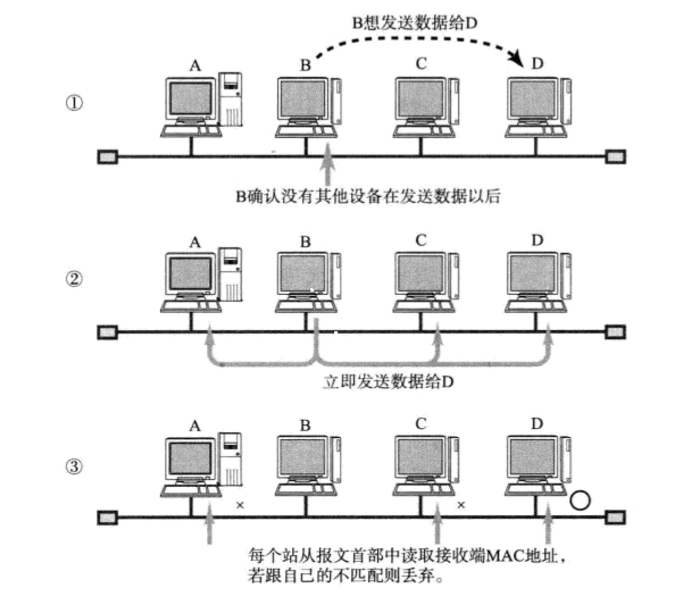 B想发送数据给D
A B C D
①
B确认没有其他设备在发送数据以后
A B C D
②
立即发送数据给D
A B C D
③
× ×
每个站从报文首部中读取接收端MAC地址，
若跟自己的不匹配则丢弃。